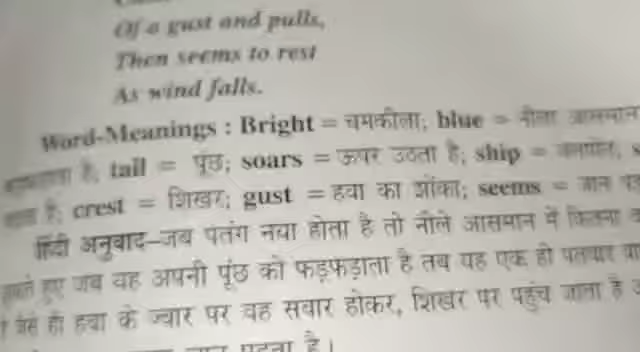 Of a gust and pulls,
Then seems to rest
As wind falls.
Word-Meanings : Bright = चमकीला; blue = नीला आसमान
है; tail = पूंछ; soars = ऊपर उठता है; ship = जलपोत;
है; crest = शिखर; gust = हवा का झोंका; seems = जान
हिंदी अनुवाद–जब पतंग नया होता है तो नीले आसमान में कितना
हुए जब वह अपनी पूंछ को फड़फड़ाता है तब यह एक ही पतवार
ही हवा के ज्वार पर वह सवार होकर, शिखर पर पहुंच जाता है
पड़ता है।